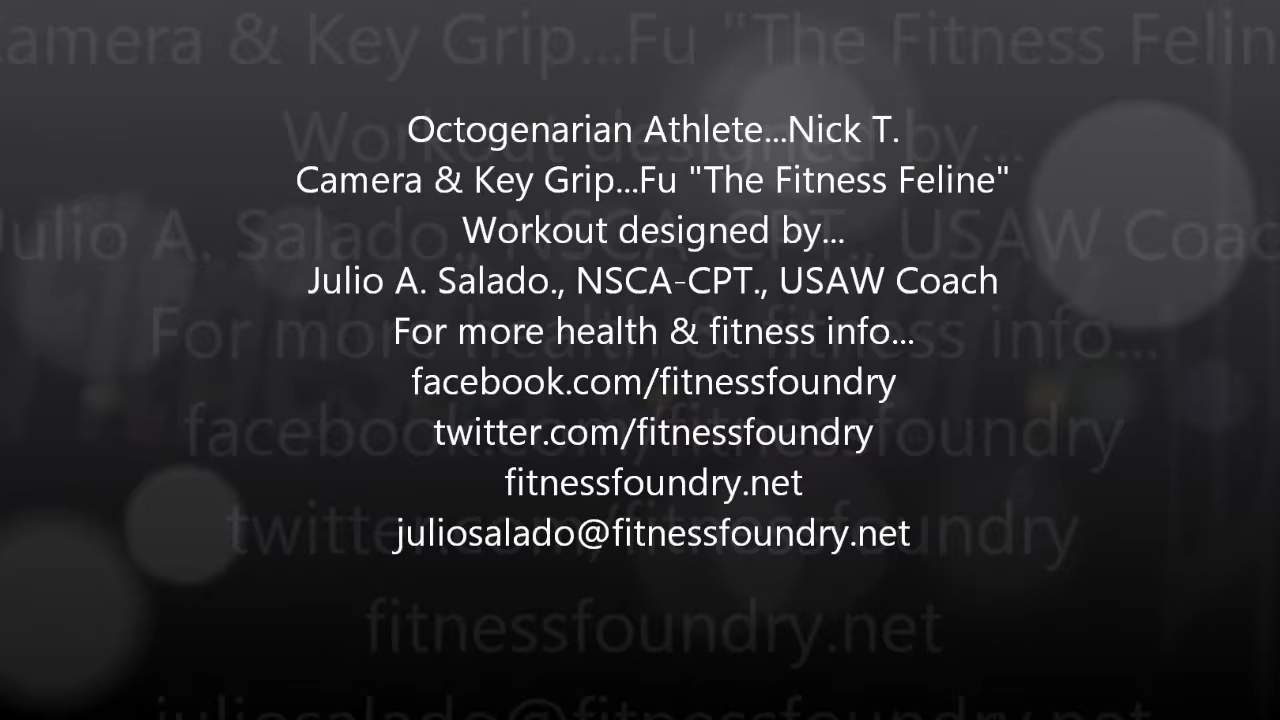 Octogenarian Athlete...Nick T.
Camera & Key Grip...Fu "The Fitness Feline"
Workout designed by...
Julio A. Salado., NSCA-CPT., USAW Coach
For more health & fitness info...
facebook.com/fitnessfoundry
twitter.com/fitnessfoundry
fitnessfoundry.net
juliosalado@fitnessfoundry.net